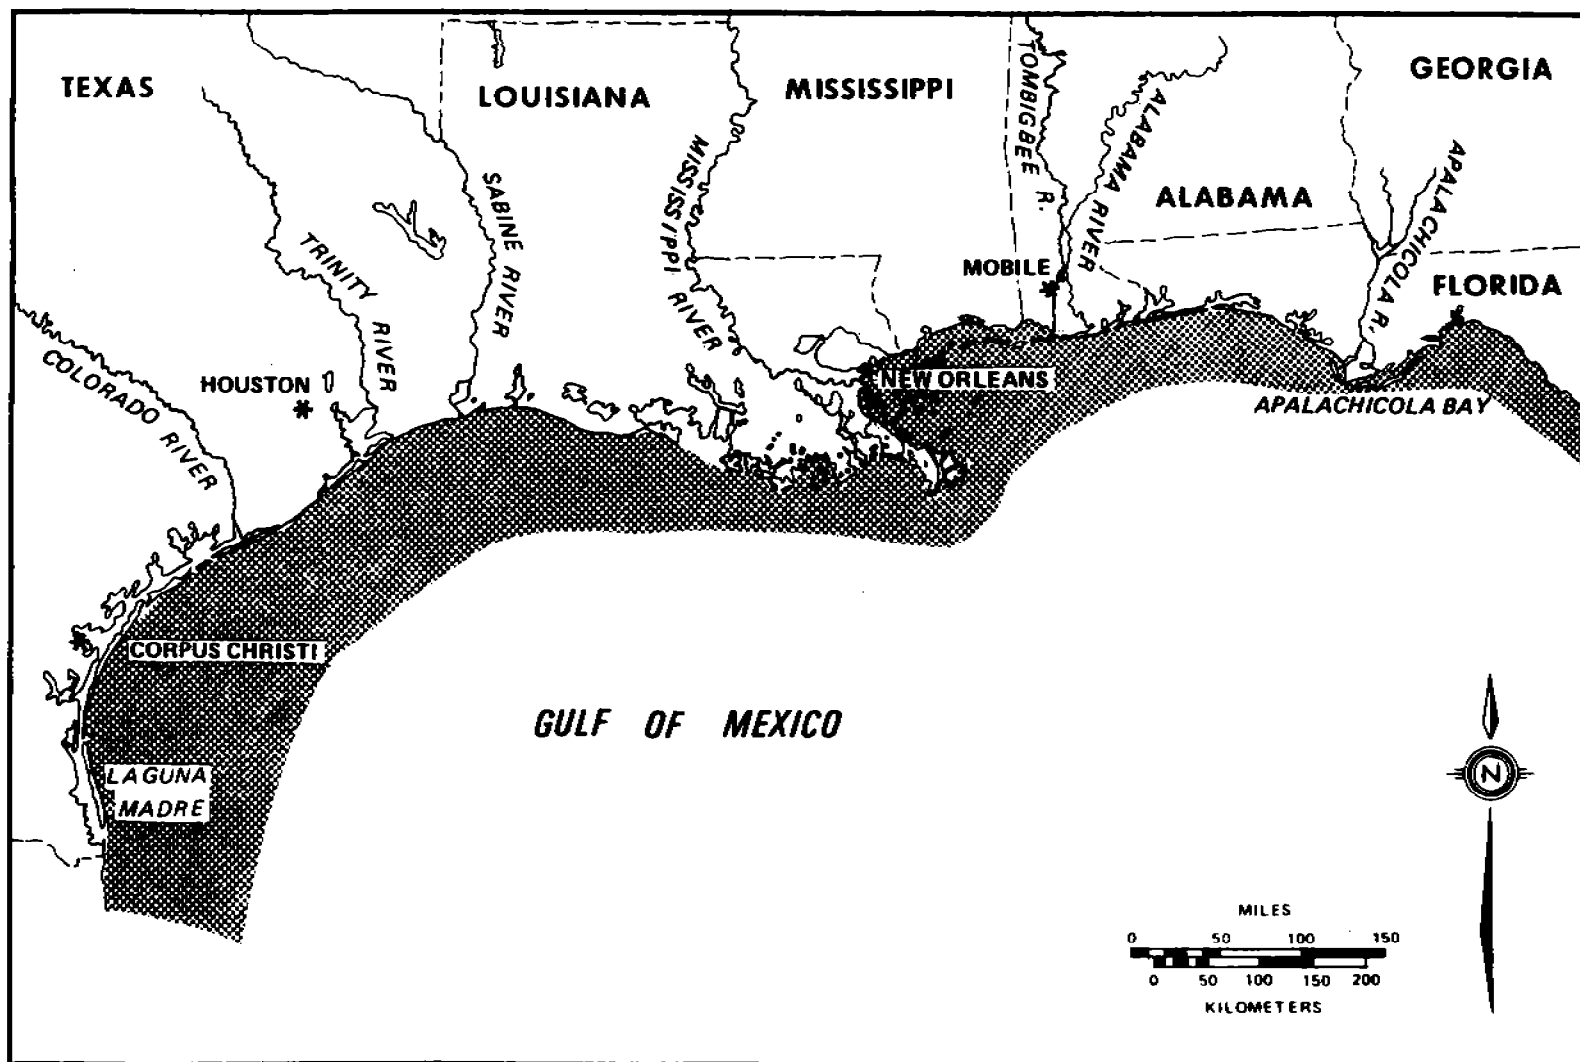 TEXAS
LOUISIANA
MISSISSIPPI
GEORGIA
ALABAMA
FLORIDA
TOMBIGBEE R.
ALABAMA RIVER
APALACHICOLA R.
MISSISSIPPI RIVER
SABINE RIVER
TRINITY RIVER
COLORADO RIVER
MOBILE
HOUSTON
NEW ORLEANS
APALACHICOLA BAY
CORPUS CHRISTI
GULF OF MEXICO
LAGUNA
MADRE
N
MILES
0 50 100 150
0 50 100 150 200
KILOMETERS